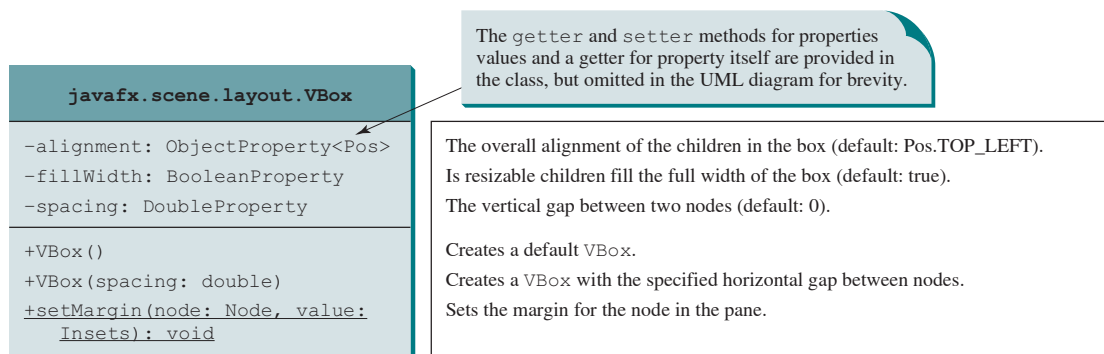 The getter and setter methods for properties
values and a getter for property itself are provided in
the class, but omitted in the UML diagram for brevity.
javafx.scene.layout.VBox
-alignment: ObjectProperty<Pos>
-fillWidth: BooleanProperty
-spacing: DoubleProperty
The overall alignment of the children in the box (default: Pos.TOP_LEFT).
Is resizable children fill the full width of the box (default: true).
The vertical gap between two nodes (default: 0).
+VBox()
+VBox(spacing: double)
+setMargin(node: Node, value:
Insets): void
Creates a default VBox.
Creates a VBox with the specified horizontal gap between nodes.
Sets the margin for the node in the pane.